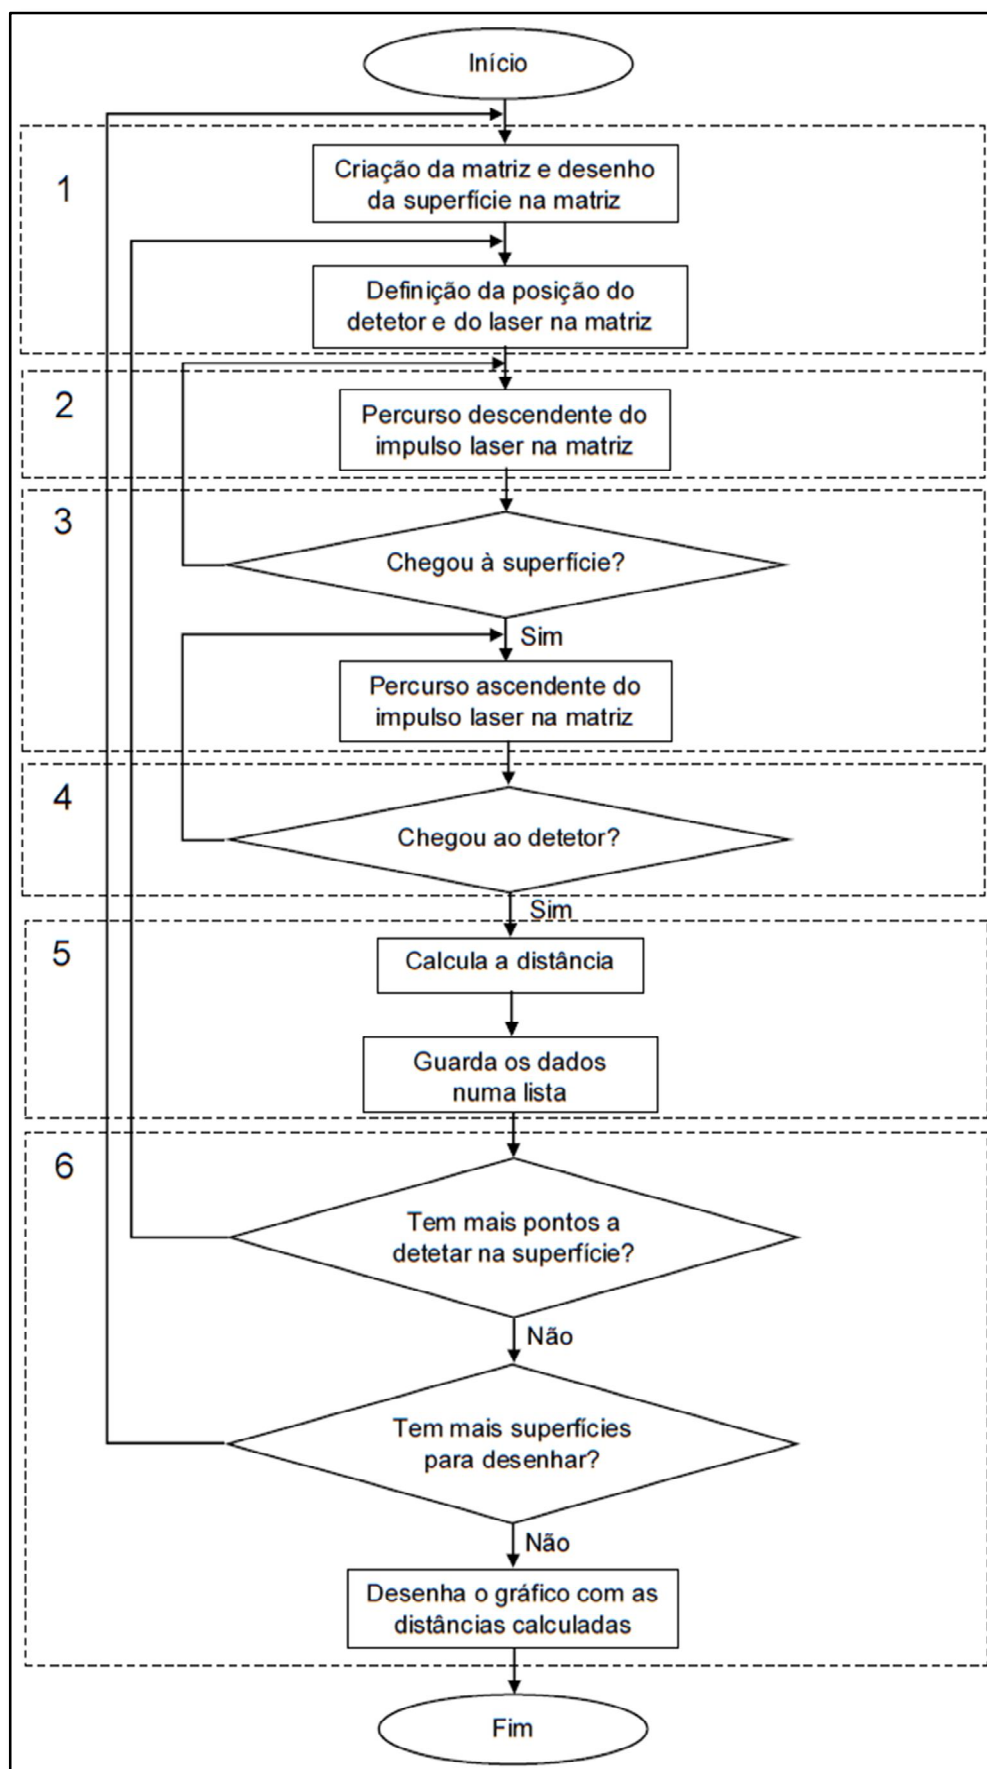 Início
1
Criação da matriz e desenho
da superfície na matriz
Definição da posição do
detetor e do laser na matriz
2
Percurso descendente do
impulso laser na matriz
3
Chegou à superfície?
Sim
Percurso ascendente do
impulso laser na matriz
4
Chegou ao detetor?
Sim
5
Calcula a distância
Guarda os dados
numa lista
6
Tem mais pontos a
detetar na superfície?
Não
Tem mais superfícies
para desenhar?
Não
Desenha o gráfico com as
distâncias calculadas
Fim